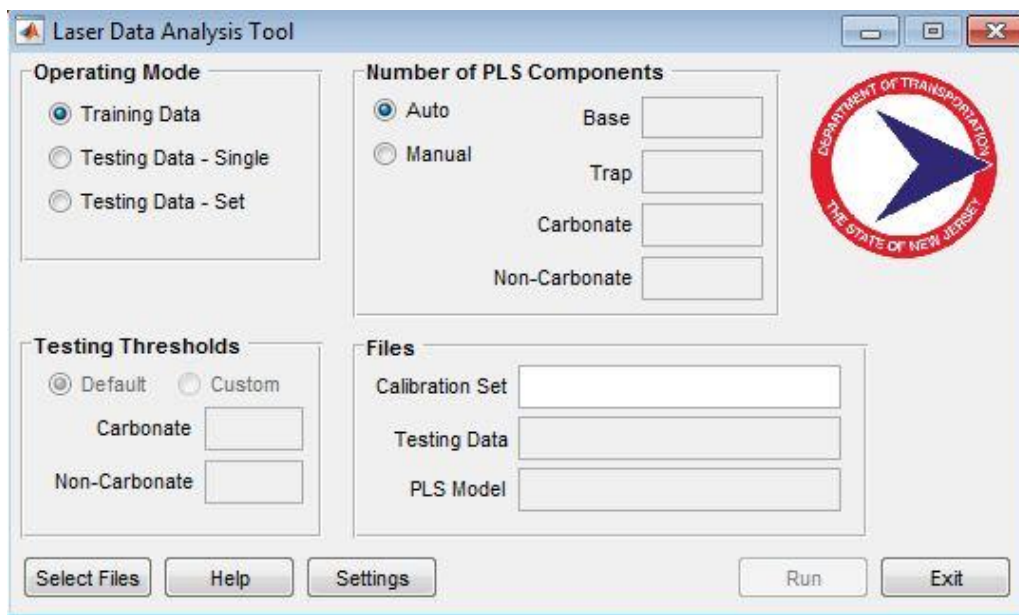 Laser Data Analysis Tool
Operating Mode
Training Data
Testing Data - Single
Testing Data - Set
Number of PLS Components
Auto
Manual
Base
Trap
Carbonate
Non-Carbonate
DEPARTMENT OF TRANSPORTATION
THE STATE OF NEW JERSEY
Testing Thresholds
Default Custom
Carbonate
Non-Carbonate
Files
Calibration Set
Testing Data
PLS Model
Select Files Help Settings Run Exit